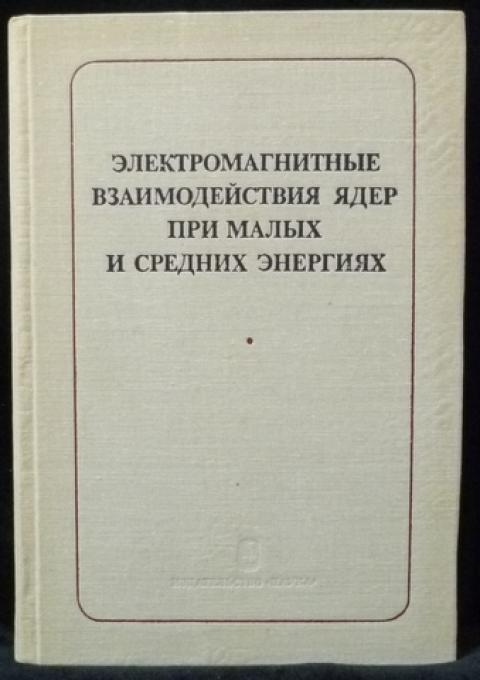 ЭЛЕКТРОМАГНИТНЫЕ
ВЗАИМОДЕЙСТВИЯ ЯДЕР
ПРИ МАЛЫХ
И СРЕДНИХ ЭНЕРГИЯХ